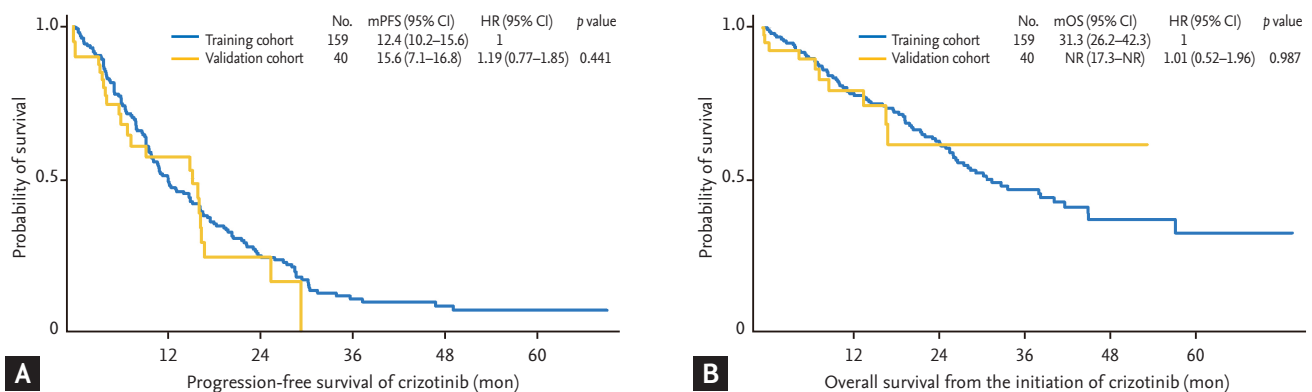 No. mPFS (95% CI) HR (95% CI) p value
Training cohort 159 12.4 (10.2–15.6) 1
Validation cohort 40 15.6 (7.1–16.8) 1.19 (0.77–1.85) 0.441
1.0
0.5
0
Probability of survival
12 24 36 48 60
Progression-free survival of crizotinib (mon)
A
No. mOS (95% CI) HR (95% CI) p value
Training cohort 159 31.3 (26.2–42.3) 1
Validation cohort 40 NR (17.3–NR) 1.01 (0.52–1.96) 0.987
1.0
0.5
0
Probability of survival
12 24 36 48 60
Overall survival from the initiation of crizotinib (mon)
B